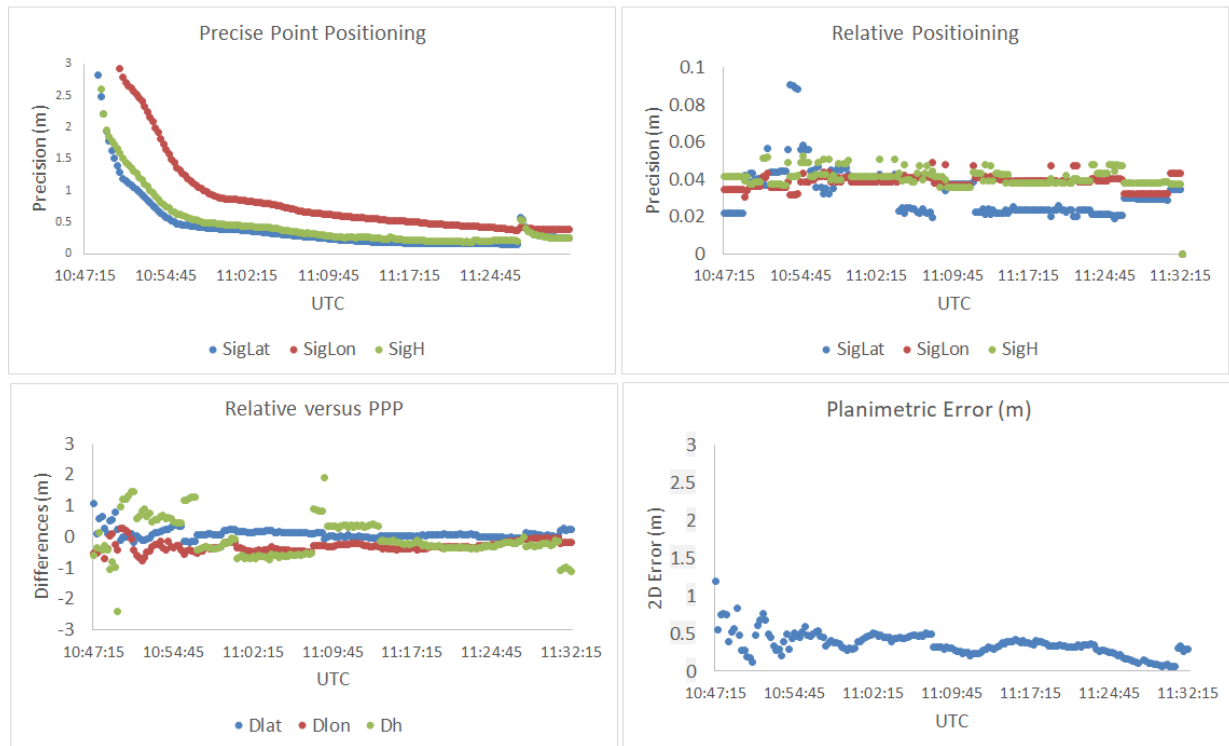 Precise Point Positioning
3
2.5
2
1.5
1
0.5
0
Precision (m)
10:47:15 10:54:45 11:02:15 11:09:45 11:17:15 11:24:45
UTC
SigLat SigLon SigH
Relative Positioining
0.1
0.08
0.06
0.04
0.02
0
Precision (m)
10:47:15 10:54:45 11:02:15 11:09:45 11:17:15 11:24:45 11:32:15
UTC
SigLat SigLon SigH
Relative versus PPP
3
2
1
0
-1
-2
-3
Differences (m)
10:47:15 10:54:45 11:02:15 11:09:45 11:17:15 11:24:45 11:32:15
UTC
Dlat Dlon Dh
Planimetric Error (m)
3
2.5
2
1.5
1
0.5
0
2D Error (m)
10:47:15 10:54:45 11:02:15 11:09:45 11:17:15 11:24:45 11:32:15
UTC